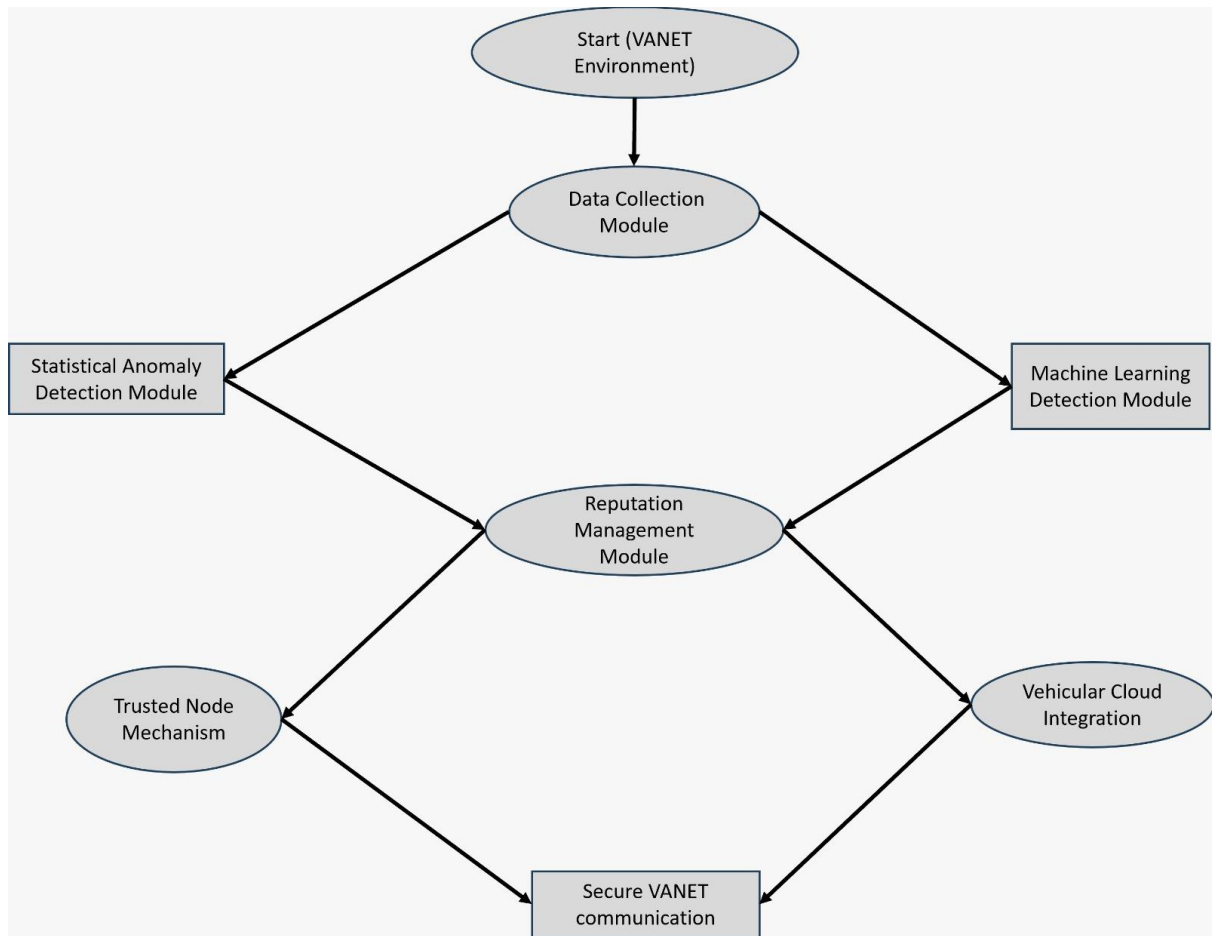 Start (VANET
Environment)
Data Collection
Module
Statistical Anomaly
Detection Module
Machine Learning
Detection Module
Reputation
Management
Module
Trusted Node
Mechanism
Vehicular Cloud
Integration
Secure VANET
communication